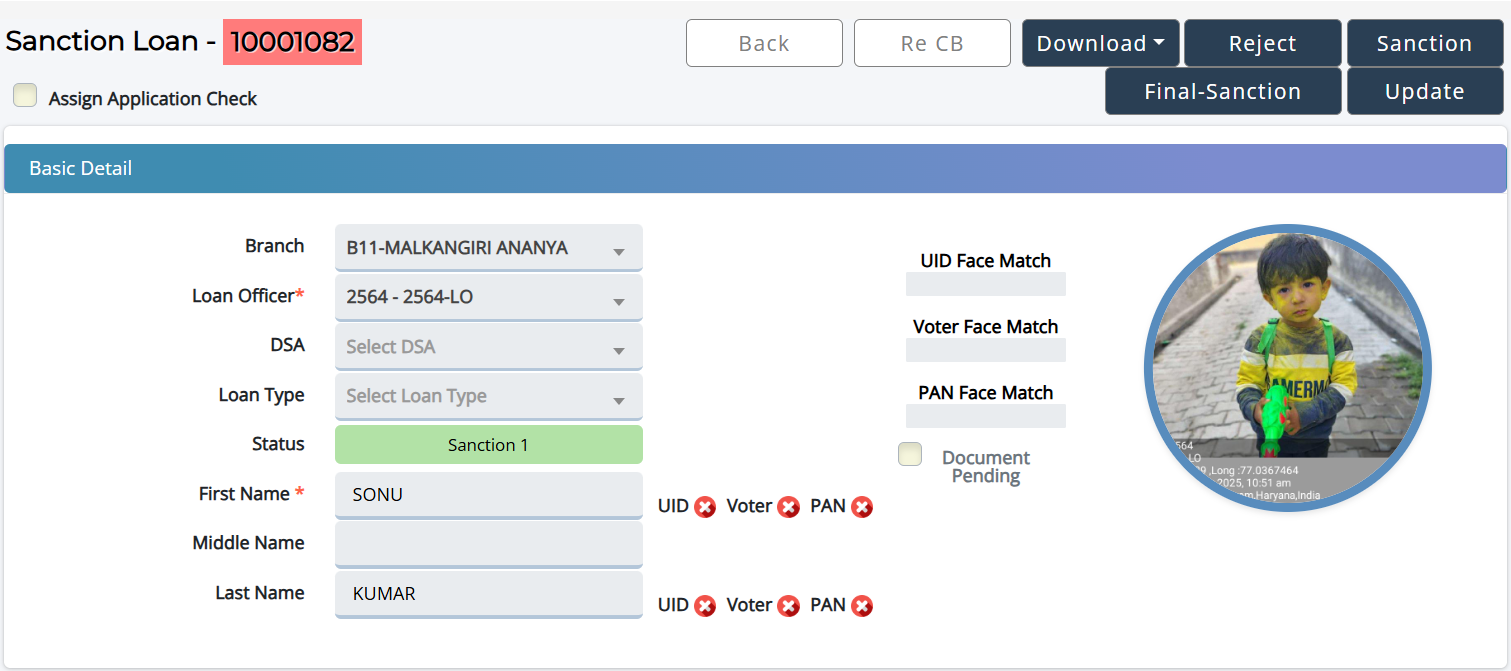 Sanction Loan - 10001082
Back
Re CB
Download
Reject
Sanction
Assign Application Check
Final-Sanction
Update
Basic Detail
Branch
B11-MALKANGIRI ANANYA
Loan Officer*
2564 - 2564-LO
DSA
Select DSA
Loan Type
Select Loan Type
Status
Sanction 1
First Name *
SONU
UID Voter PAN
Middle Name
Last Name
KUMAR
UID Voter PAN
UID Face Match
Voter Face Match
PAN Face Match
Document
Pending
AMERM
564
LO
,Long :77.0367464
2025, 10:51 am
Haryana,India